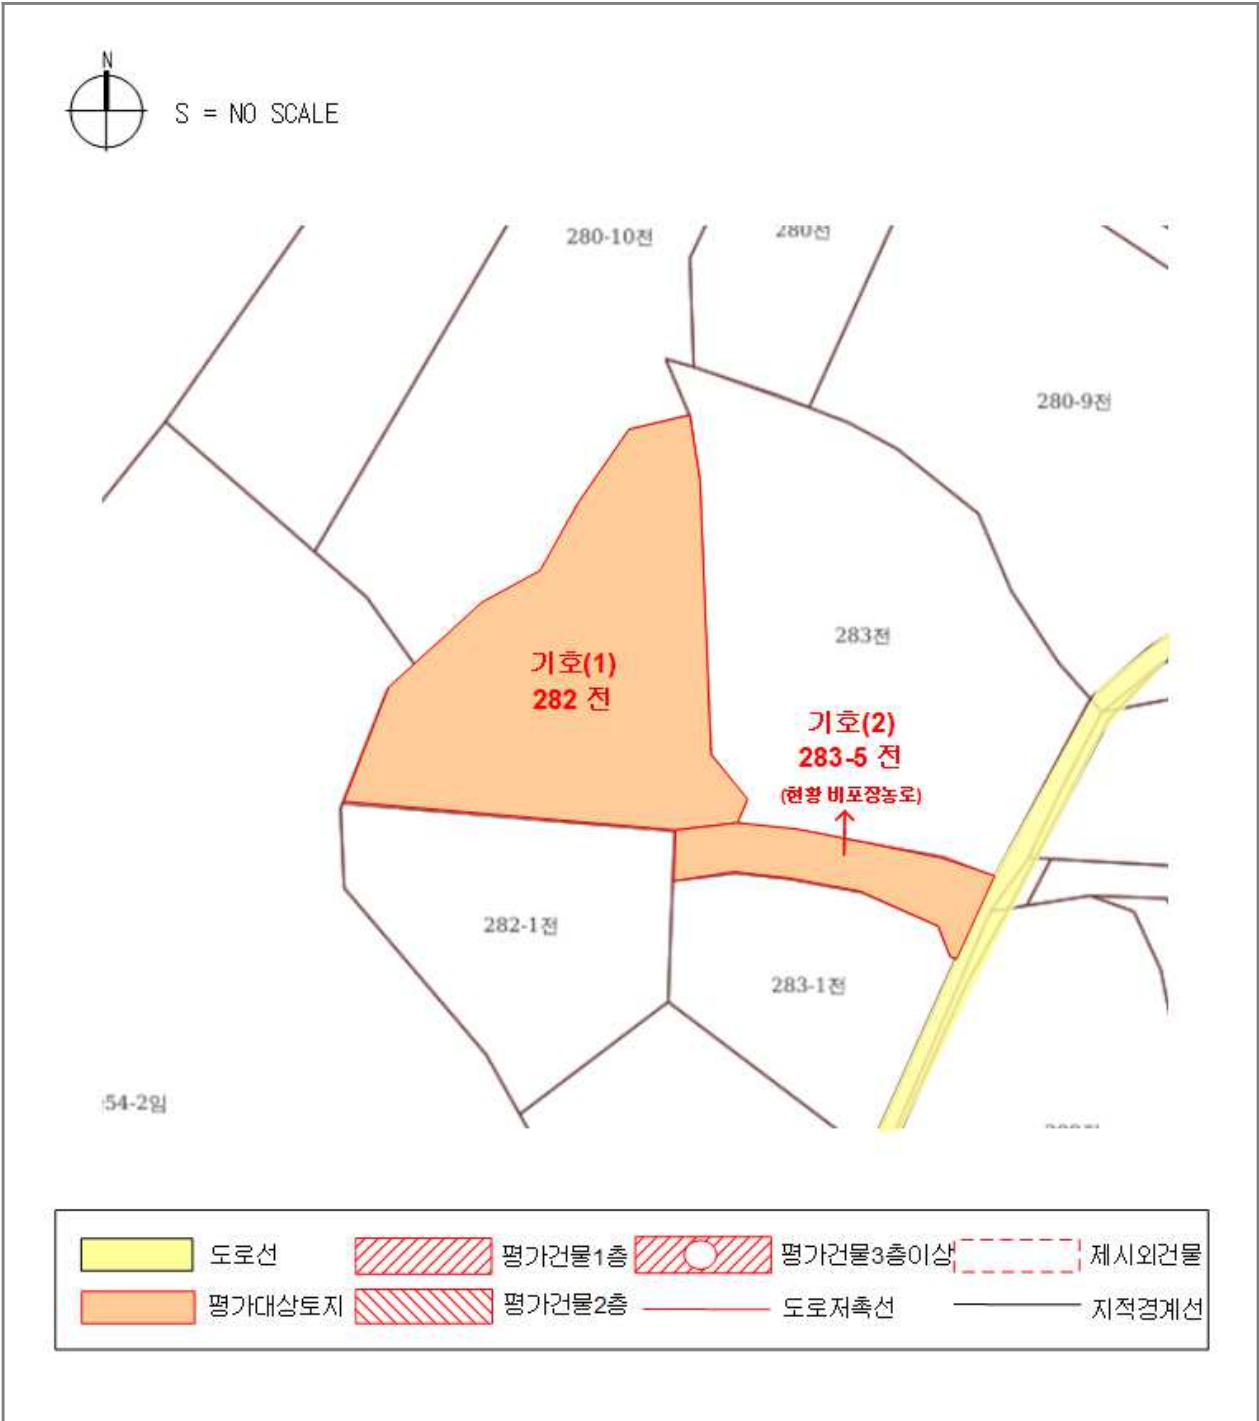 N
S = NO SCALE
280-10전
280전
280-9전
283전
기호(1)
282 전
기호(2)
283-5 전
(현황 비포장농로)
282-1전
283-1전
54-2임
도로선
평가건물1층
평가건물3층이상
제시외건물
평가대상토지
평가건물2층
도로저촉선
지적경계선